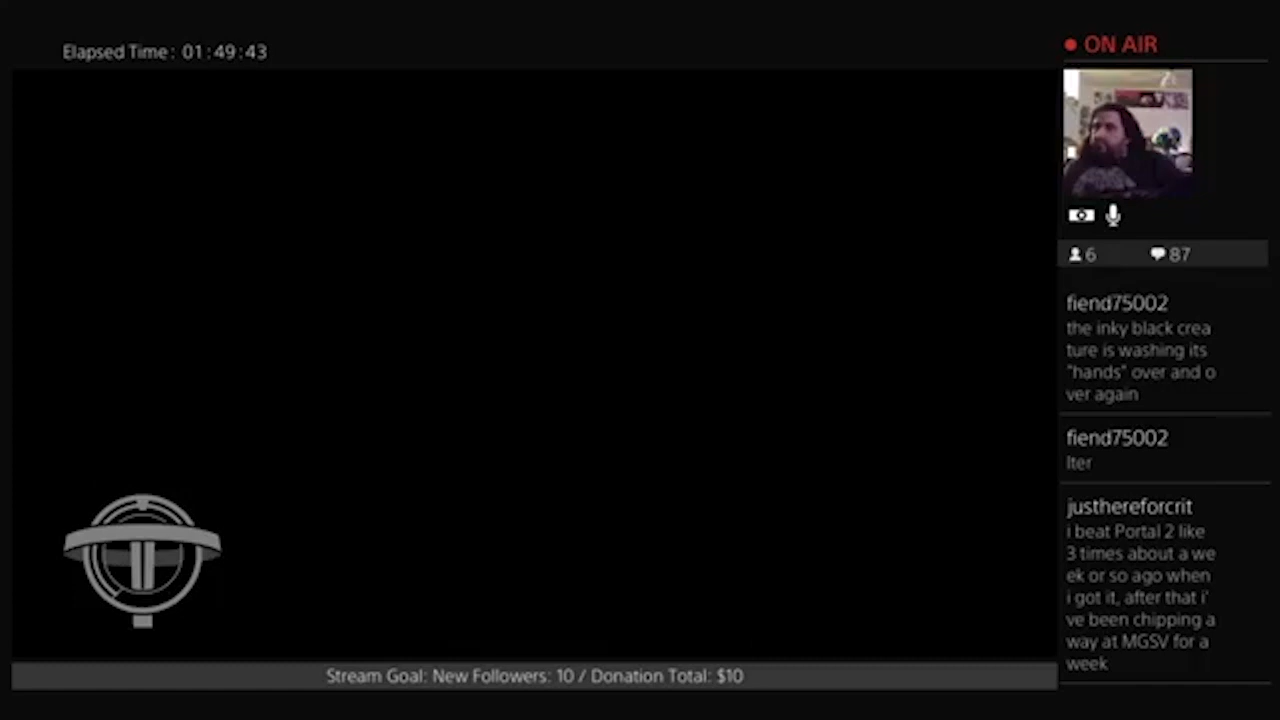 Elapsed Time: 01:49:43
ON AIR
6 87
fiend75002
the inky black crea
ture is washing its
"hands" over and o
ver again
fiend75002
lter
justhereforcrit
i beat Portal 2 like
3 times about a we
ek or so ago when
i got it, after that i'
ve been chipping a
way at MGSV for a
week
Stream Goal: New Followers: 10 / Donation Total: $10